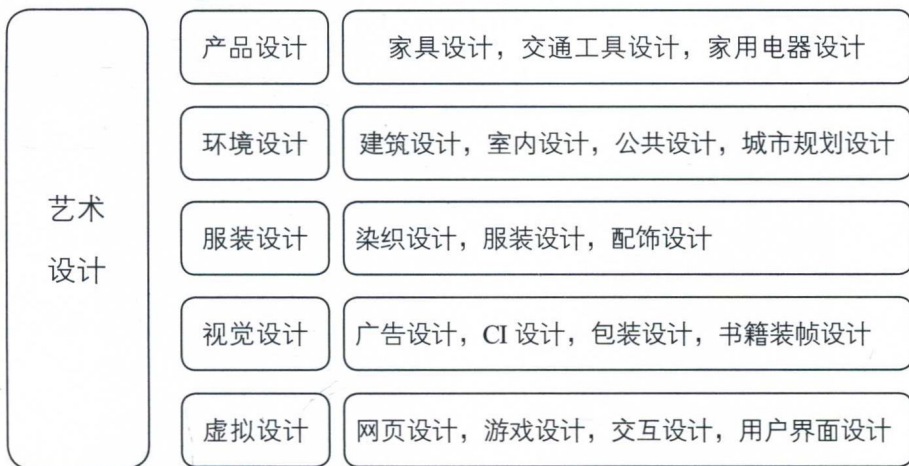 艺术
设计
产品设计
家具设计，交通工具设计，家用电器设计
环境设计
建筑设计，室内设计，公共设计，城市规划设计
服装设计
染织设计，服装设计，配饰设计
视觉设计
广告设计，CI 设计，包装设计，书籍装帧设计
虚拟设计
网页设计，游戏设计，交互设计，用户界面设计